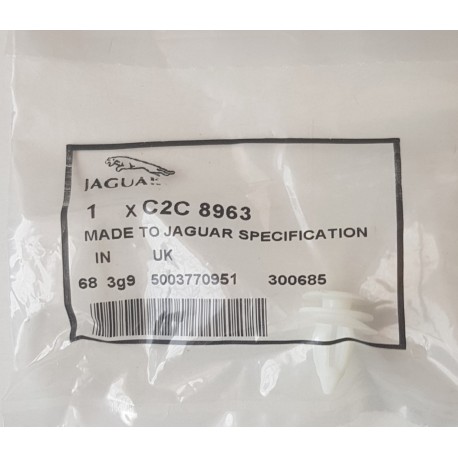 JAGUAR
1 x C2C 8963
MADE TO JAGUAR SPECIFICATION
IN UK
68 3g9 5003770951 300685